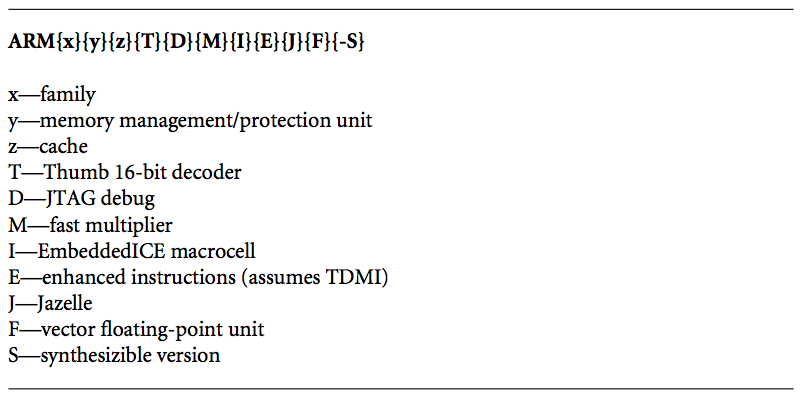 ARM{x}{y}{z}{T}{D}{M}{I}{E}{J}{F}{-S}
x—family
y—memory management/protection unit
z—cache
T—Thumb 16-bit decoder
D—JTAG debug
M—fast multiplier
I—EmbeddedICE macrocell
E—enhanced instructions (assumes TDMI)
J—Jazelle
F—vector floating-point unit
S—synthesizible version